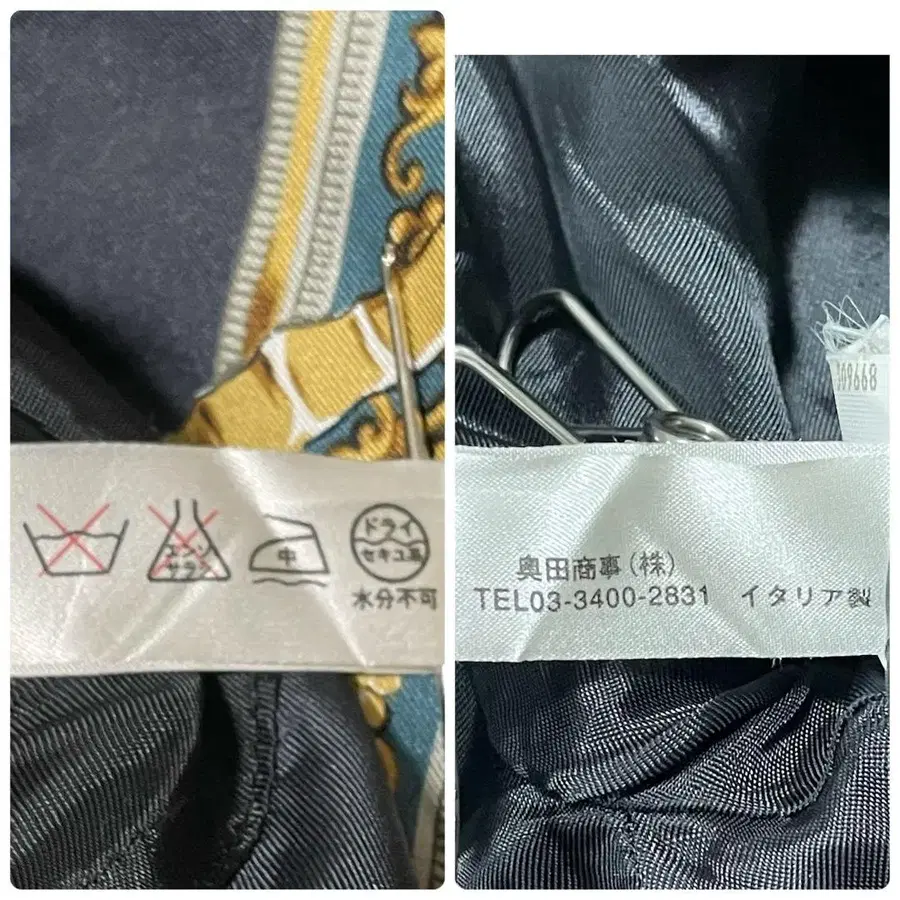 エンソ
サラシ
中
ドライ
セキユ系
水分不可
奥田商事(株)
TEL03-3400-2831 イタリア製